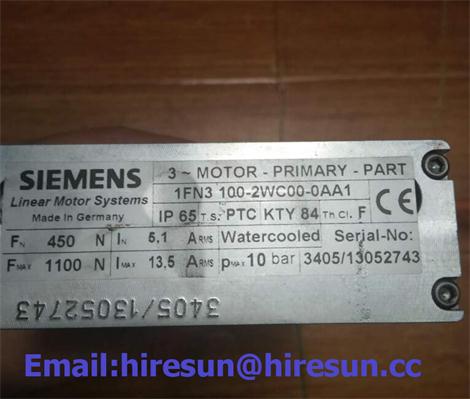 SIEMENS
Linear Motor Systems
Made in Germany
3 ~ MOTOR - PRIMARY - PART
1FN3 100-2WC00-0AA1
IP 65 T.S. PTC KTY 84 Th.Cl. F
CE
FN 450 N IN 5,1 ARMS Watercooled Serial-No:
FMAX 1100 N IMAX 13,5 ARMS pMAX 10 bar 3405/13052743
3405/13052743
Email:hiresun@hiresun.cc